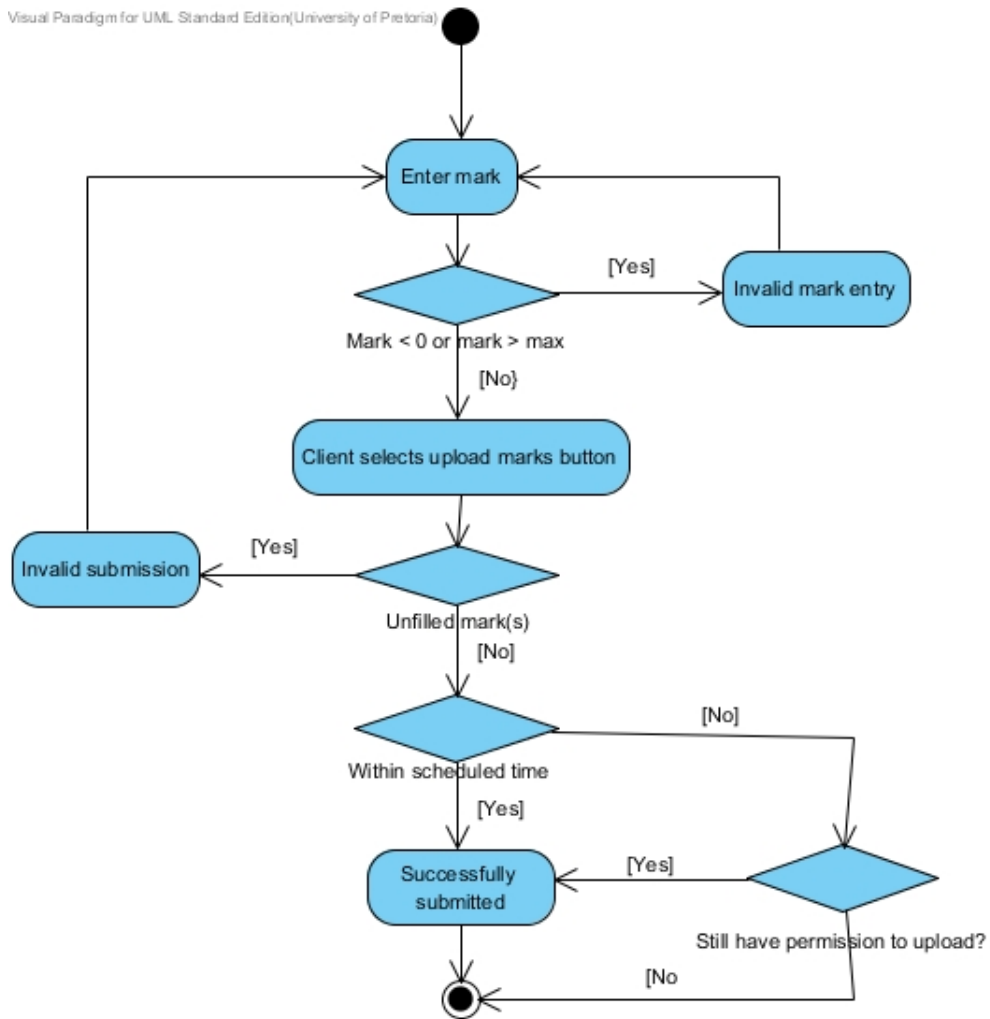 Visual Paradigm for UML Standard Edition(University of Pretoria)
Enter mark
[Yes]
Invalid mark entry
Mark < 0 or mark > max
[No}
Client selects upload marks button
[Yes]
Invalid submission
Unfilled mark(s)
[No]
[No]
Within scheduled time
[Yes]
Successfully
submitted
[Yes]
Still have permission to upload?
[No